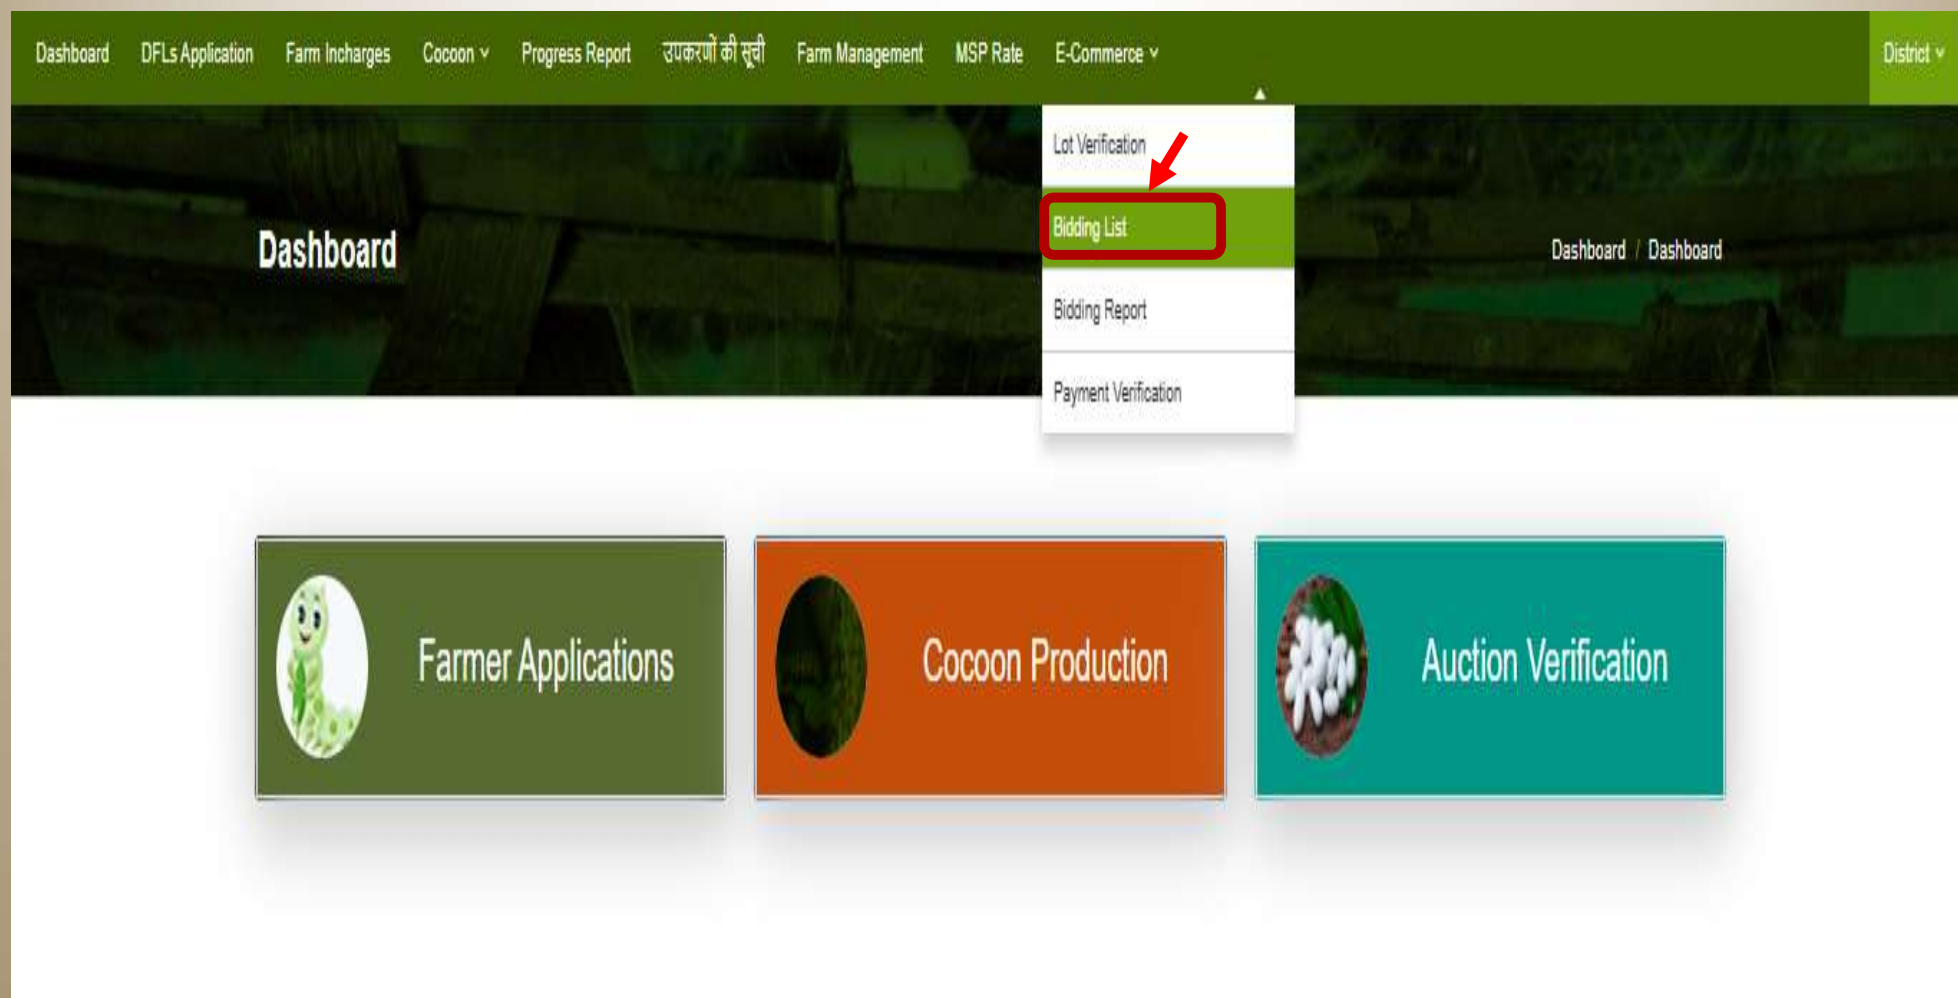 Dashboard DFLs Application Farm Incharges Cocoon Progress Report उपकरणों की सूची Farm Management MSP Rate E-Commerce District
Lot Verification
Bidding List
Dashboard
Dashboard / Dashboard
Bidding Report
Payment Verification
Farmer Applications Cocoon Production Auction Verification